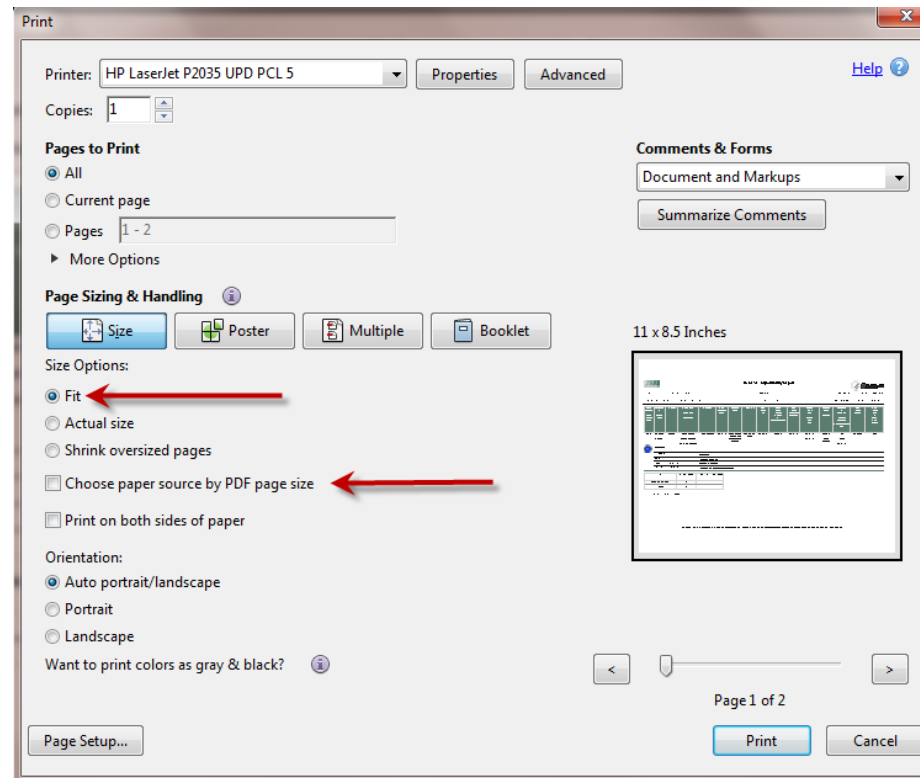 Print
Printer: HP LaserJet P2035 UPD PCL 5 Properties Advanced Help
Copies: 1
Pages to Print
All
Current page
Pages 1 - 2
More Options
Comments & Forms
Document and Markups
Summarize Comments
Page Sizing & Handling
Size Poster Multiple Booklet
Size Options:
Fit
Actual size
Shrink oversized pages
Choose paper source by PDF page size
Print on both sides of paper
Orientation:
Auto portrait/landscape
Portrait
Landscape
Want to print colors as gray & black?
11 x 8.5 Inches
< >
Page 1 of 2
Page Setup... Print Cancel